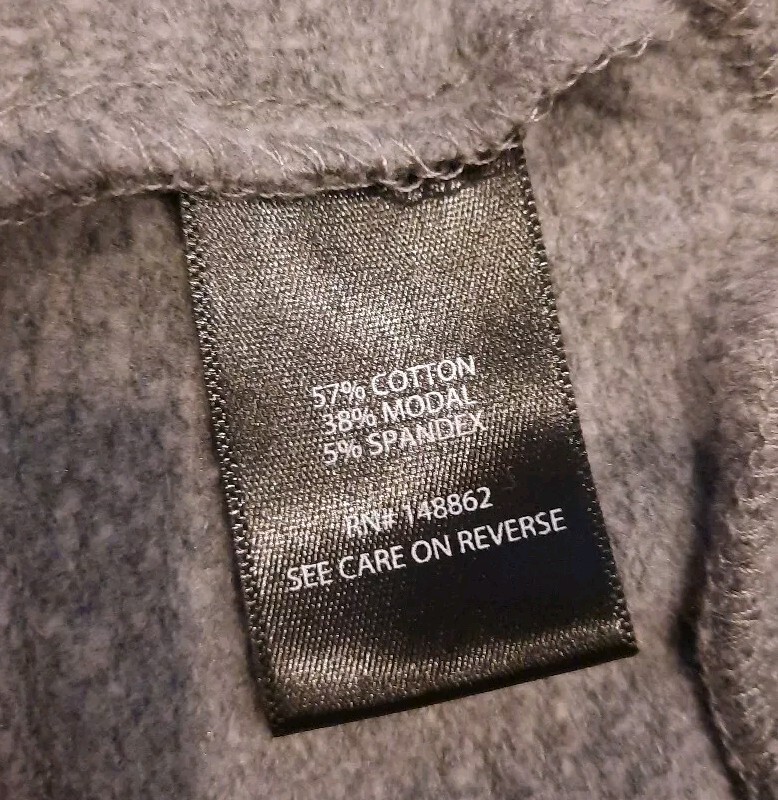 57% COTTON
38% MODAL
5% SPANDEX
RN# 148862
SEE CARE ON REVERSE